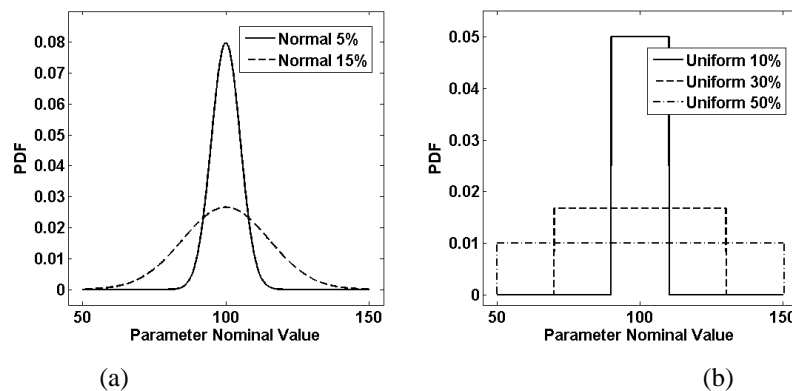 Normal 5%
Normal 15%
0.08
0.07
0.06
0.05
0.04
0.03
0.02
0.01
0
PDF
50
100
150
Parameter Nominal Value
(a)
Uniform 10%
Uniform 30%
Uniform 50%
0.05
0.04
0.03
0.02
0.01
0
PDF
50
100
150
Parameter Nominal Value
(b)